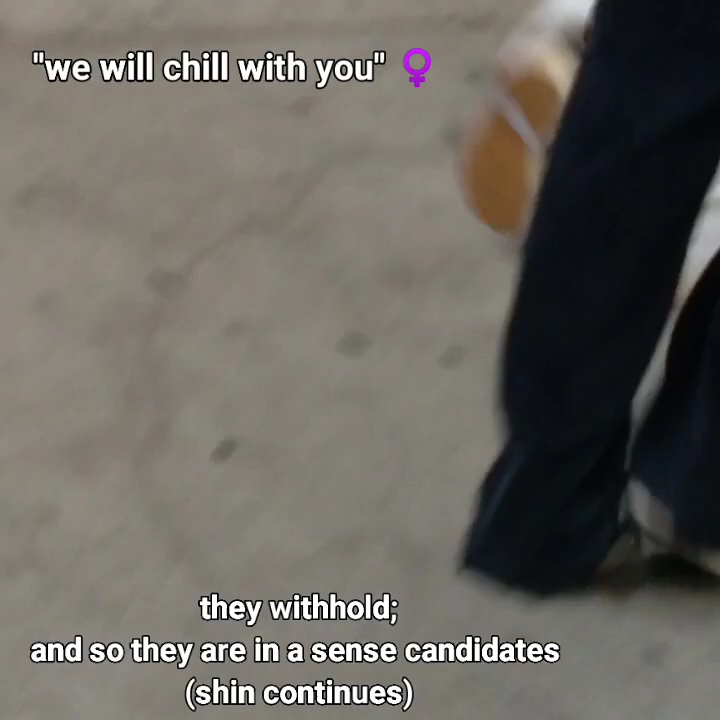 "we will chill with you" ♀
they withhold;
and so they are in a sense candidates
(shin continues)